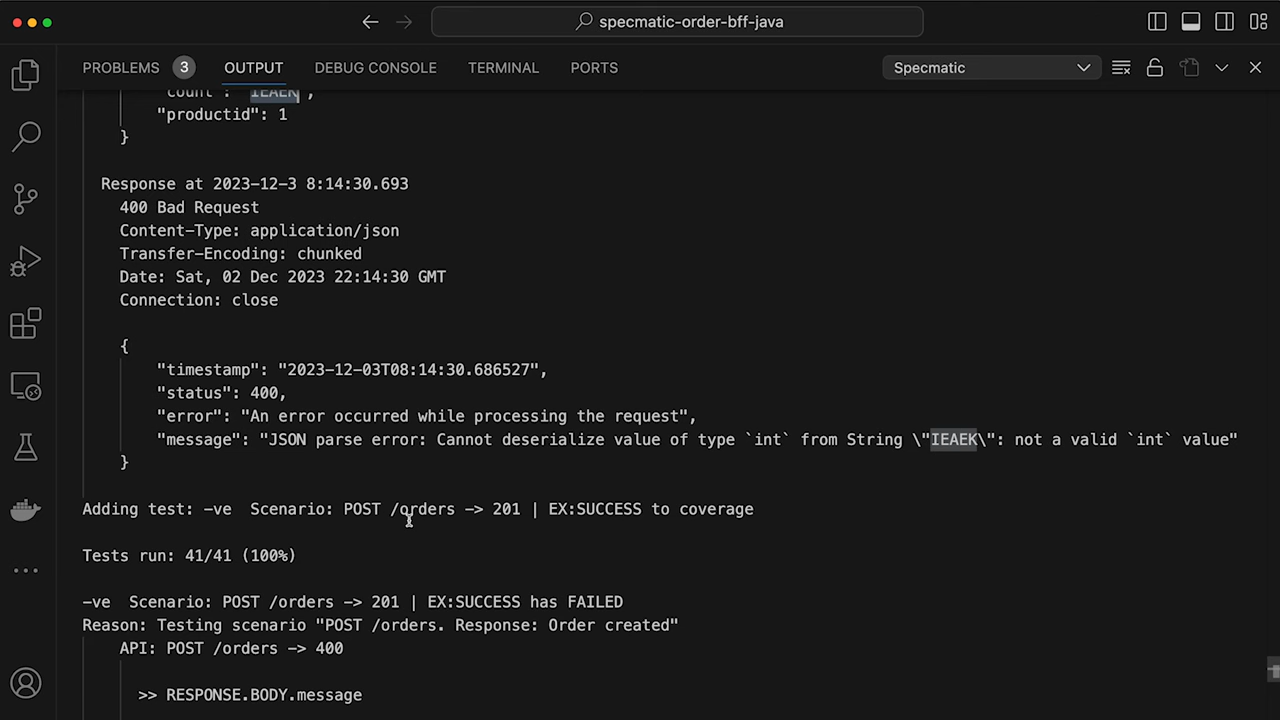 specmatic-order-bff-java
PROBLEMS 3 OUTPUT DEBUG CONSOLE TERMINAL PORTS Specmatic
"count": "IEAEK",
"productid": 1
}
Response at 2023-12-3 8:14:30.693
400 Bad Request
Content-Type: application/json
Transfer-Encoding: chunked
Date: Sat, 02 Dec 2023 22:14:30 GMT
Connection: close
{
"timestamp": "2023-12-03T08:14:30.686527",
"status": 400,
"error": "An error occurred while processing the request",
"message": "JSON parse error: Cannot deserialize value of type `int` from String \"IEAEK\": not a valid `int` value"
}
Adding test: -ve  Scenario: POST /orders -> 201 | EX:SUCCESS to coverage
Tests run: 41/41 (100%)
-ve  Scenario: POST /orders -> 201 | EX:SUCCESS has FAILED
Reason: Testing scenario "POST /orders. Response: Order created"
API: POST /orders -> 400
>> RESPONSE.BODY.message